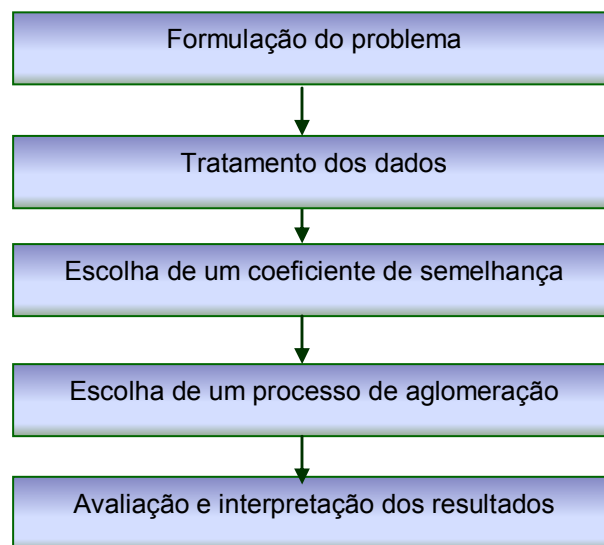 Formulação do problema
Tratamento dos dados
Escolha de um coeficiente de semelhança
Escolha de um processo de aglomeração
Avaliação e interpretação dos resultados